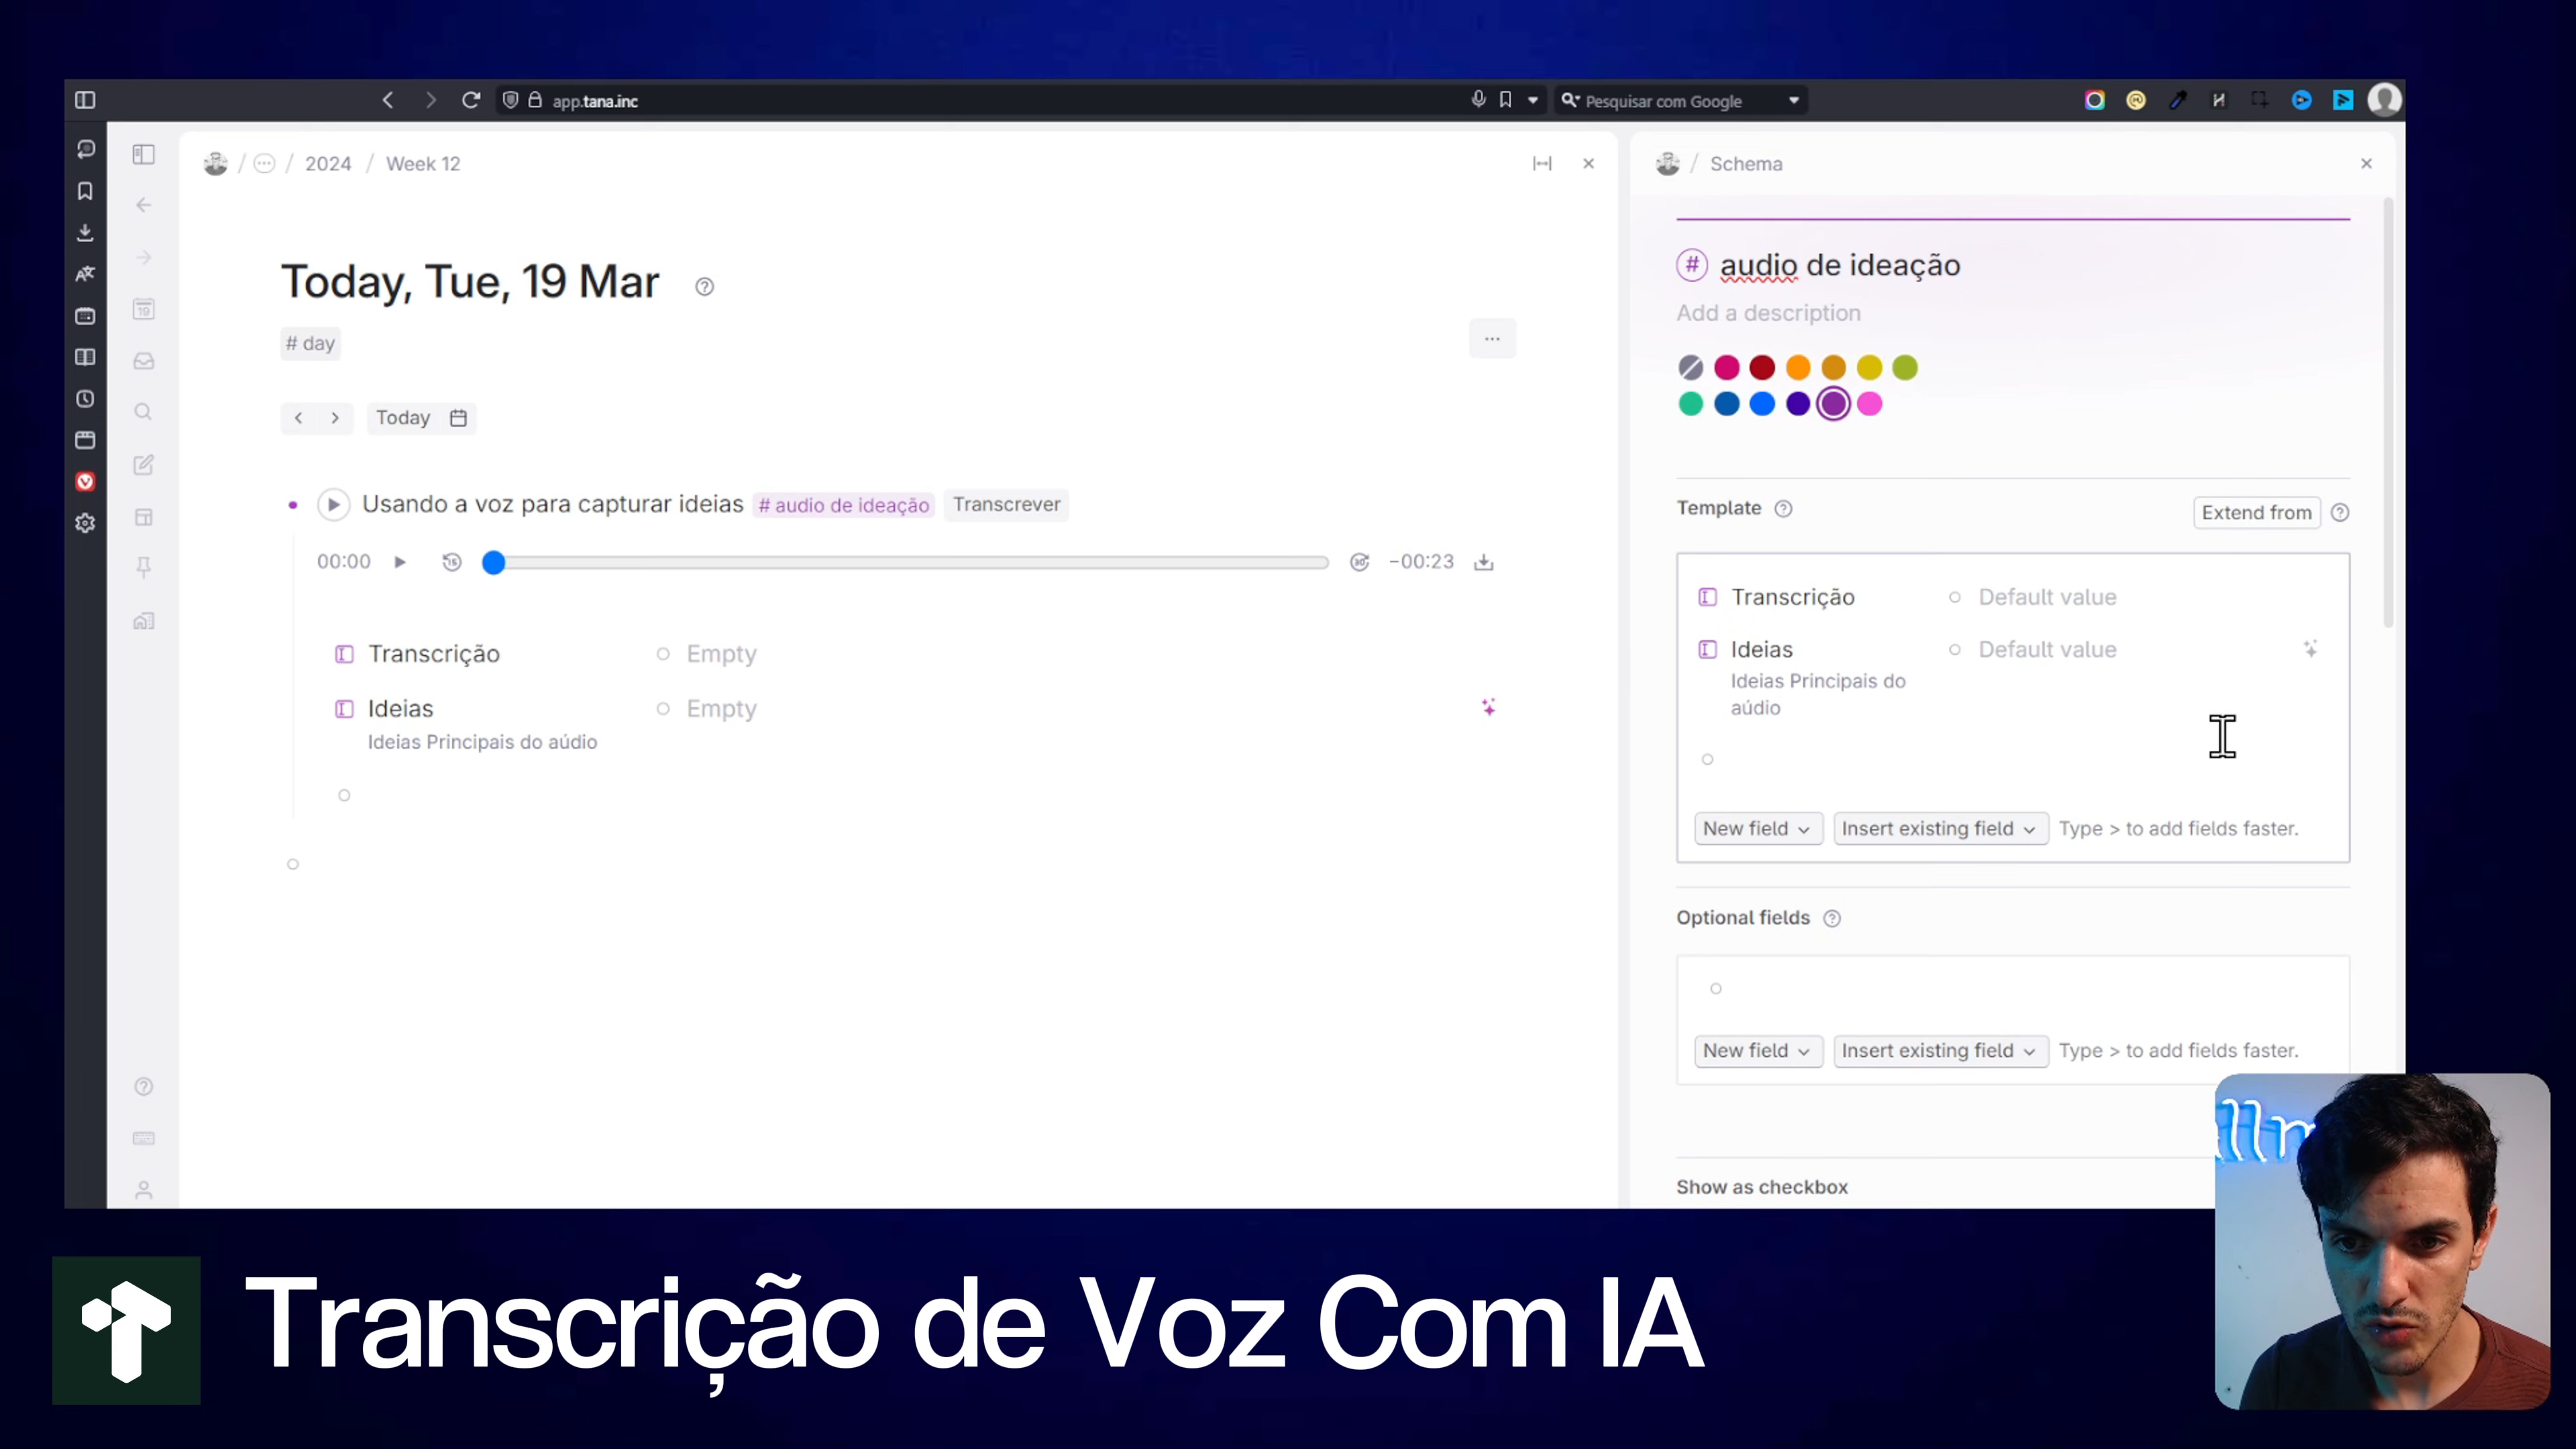 app.tana.inc
Pesquisar com Google
/ / 2024 / Week 12
/ Schema
Today, Tue, 19 Mar
# day
Today
Usando a voz para capturar ideias # audio de ideação Transcrever
00:00 15 30 -00:23
Transcrição Empty
Ideias Empty
Ideias Principais do aúdio
19
# audio de ideação
Add a description
Template Extend from
Transcrição Default value
Ideias Default value
Ideias Principais do
aúdio
New field Insert existing field Type > to add fields faster.
Optional fields
New field Insert existing field Type > to add fields faster.
Show as checkbox
Transcrição de Voz Com IA